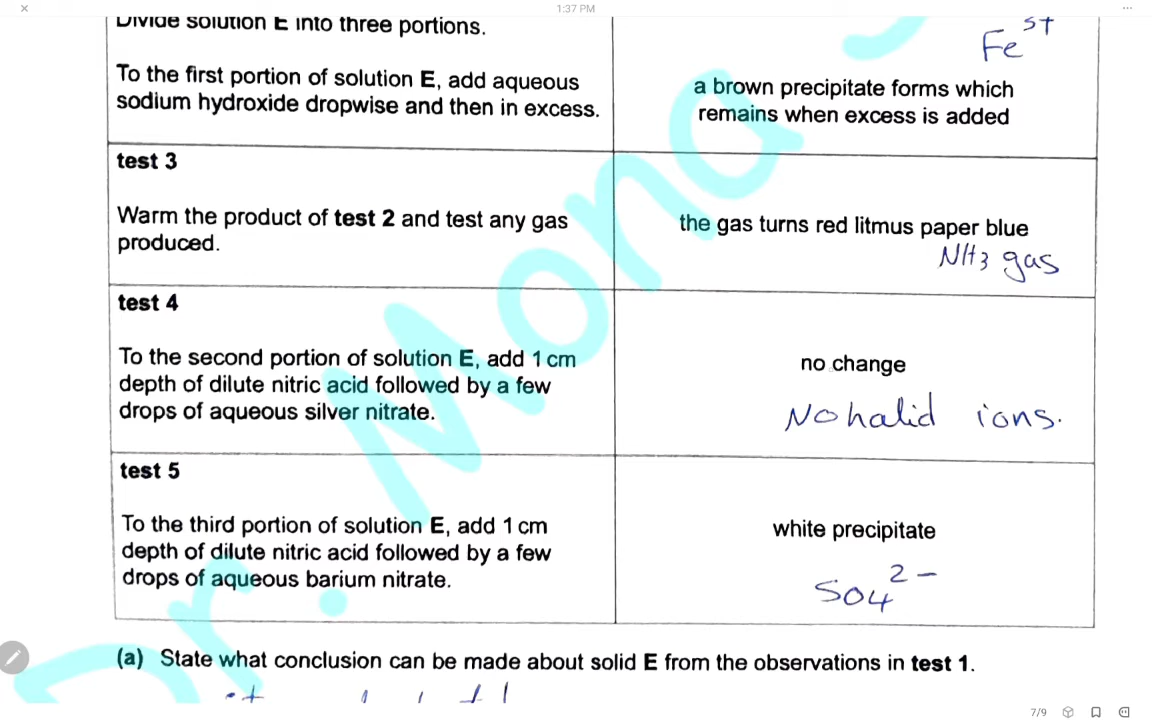 1:37 PM
Divide solution E into three portions.
Fe
To the first portion of solution E, add aqueous
sodium hydroxide dropwise and then in excess.
a brown precipitate forms which
remains when excess is added
test 3
Warm the product of test 2 and test any gas
produced.
the gas turns red litmus paper blue
NH3 gas
test 4
To the second portion of solution E, add 1 cm
depth of dilute nitric acid followed by a few
drops of aqueous silver nitrate.
no change
No halid ions.
test 5
To the third portion of solution E, add 1 cm
depth of dilute nitric acid followed by a few
drops of aqueous barium nitrate.
white precipitate
SO4 2-
(a) State what conclusion can be made about solid E from the observations in test 1.
Dr. Mona
7/9